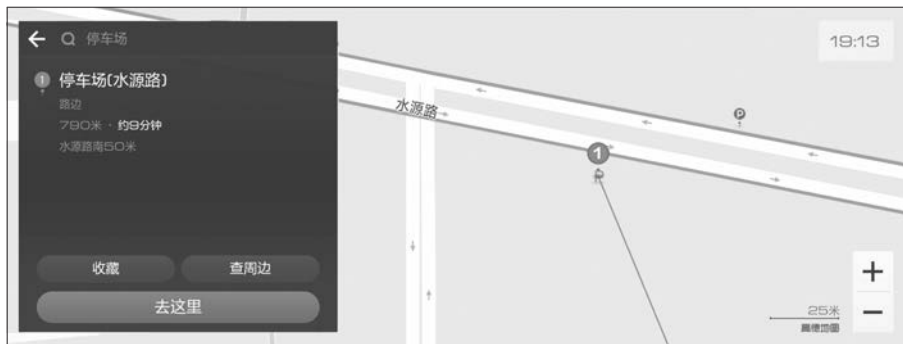 停车场
1
停车场(水源路)
路边
790米 · 约9分钟
水源路南50米
收藏
查周边
去这里
水源路
1
P
19:13
+
−
25米
高德地图